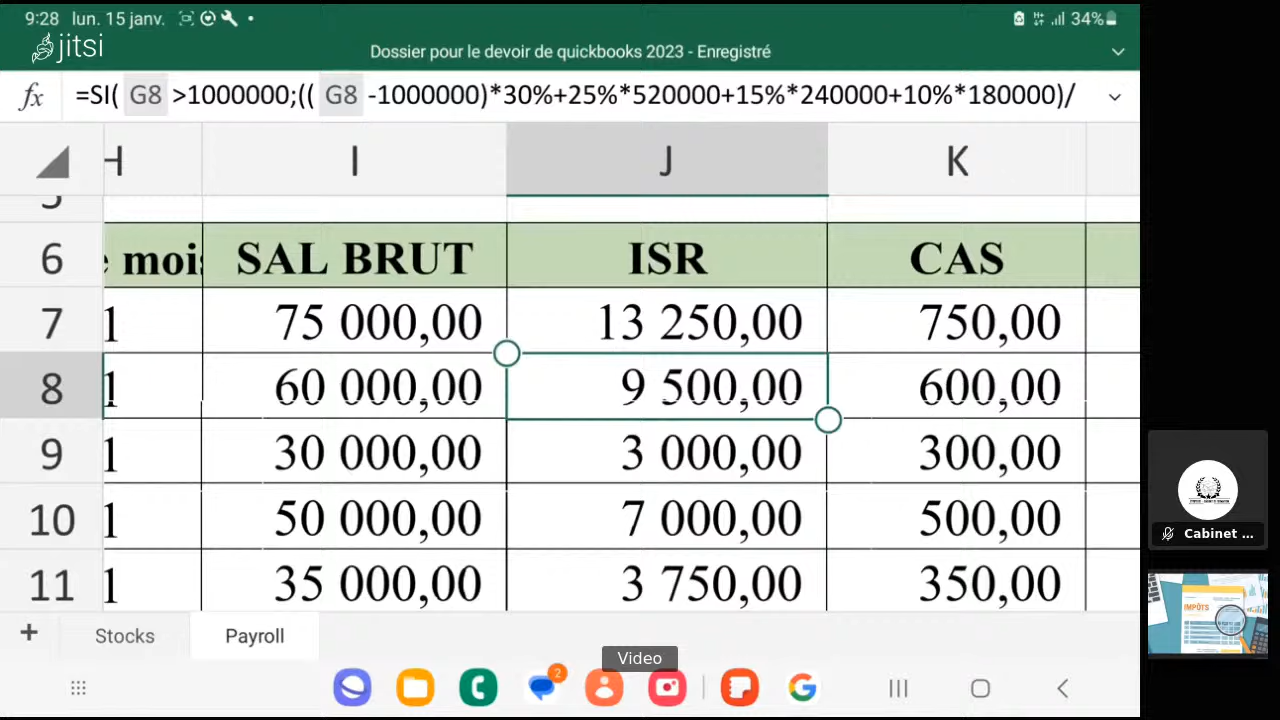 9:28 lun. 15 janv. 34%
jitsi
Dossier pour le devoir de quickbooks 2023 - Enregistré
fx =SI( G8 >1000000;(( G8 -1000000)*30%+25%*520000+15%*240000+10%*180000)/
H I J K
5
6 e mois SAL BRUT ISR CAS
7 1 75 000,00 13 250,00 750,00
8 1 60 000,00 9 500,00 600,00
9 1 30 000,00 3 000,00 300,00
10 1 50 000,00 7 000,00 500,00
11 1 35 000,00 3 750,00 350,00
Cabinet ...
IMPÔTS
+ Stocks Payroll
Video
2